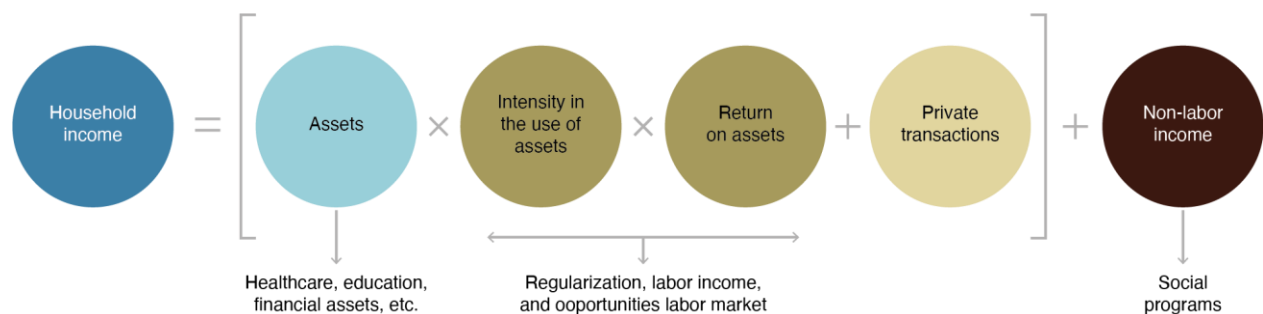 Household
income
=
Assets
×
Intensity in
the use of
assets
×
Return
on assets
+
Private
transactions
+
Non-labor
income
Healthcare, education,
financial assets, etc.
Regularization, labor income,
and ooportunities labor market
Social
programs